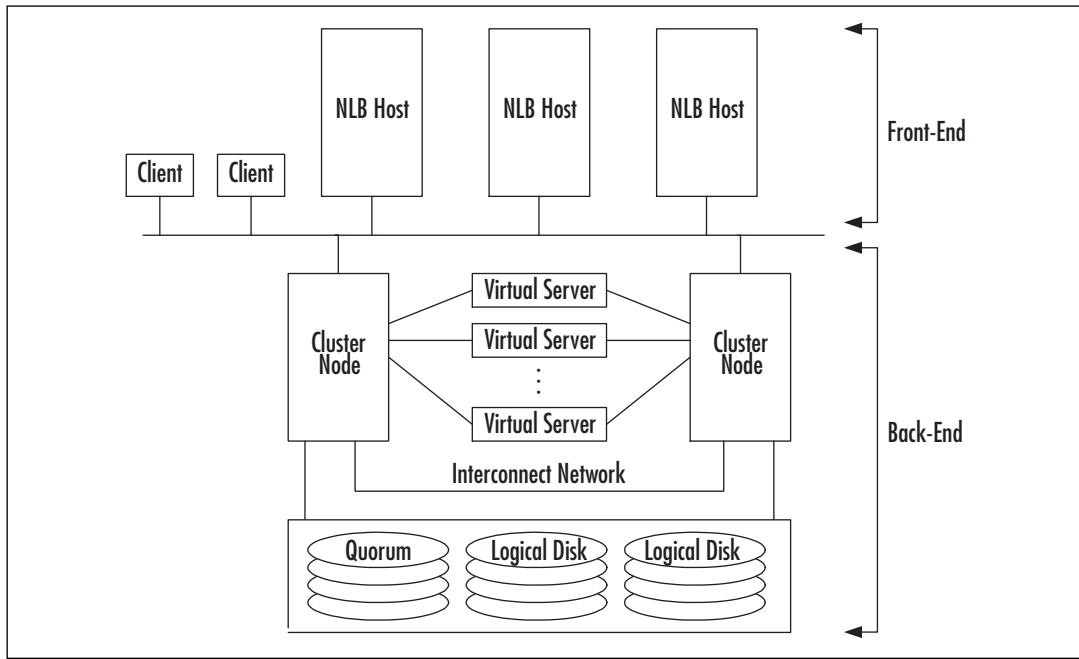 NLB Host
NLB Host
NLB Host
Front-End
Client
Client
Virtual Server
Virtual Server
Virtual Server
Cluster
Node
Cluster
Node
Back-End
Interconnect Network
Quorum
Logical Disk
Logical Disk